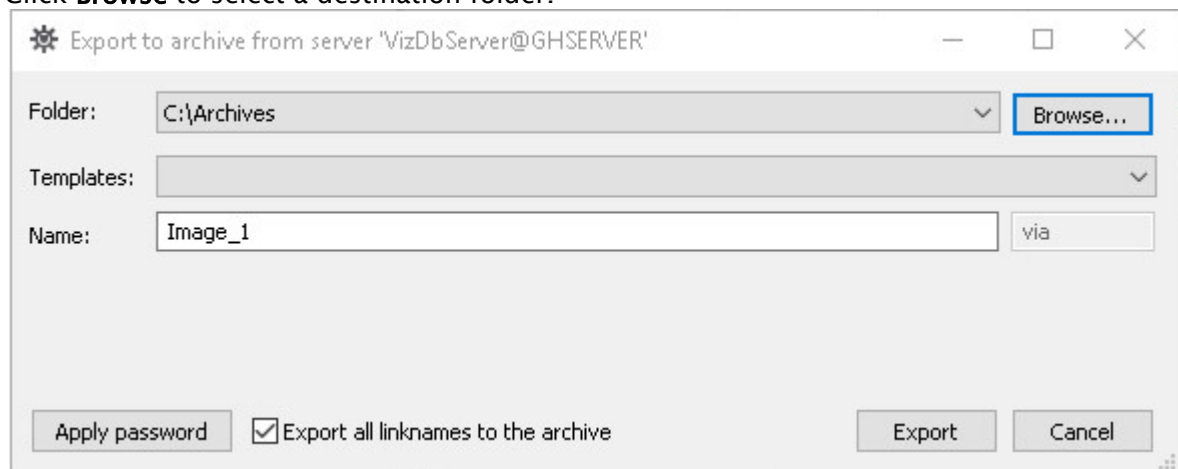 Click Browse to select a destination folder.
Export to archive from server 'VizDbServer@GHSERVER'
Folder: C:\Archives Browse...
Templates:
Name: Image_1 via
Apply password Export all linknames to the archive Export Cancel